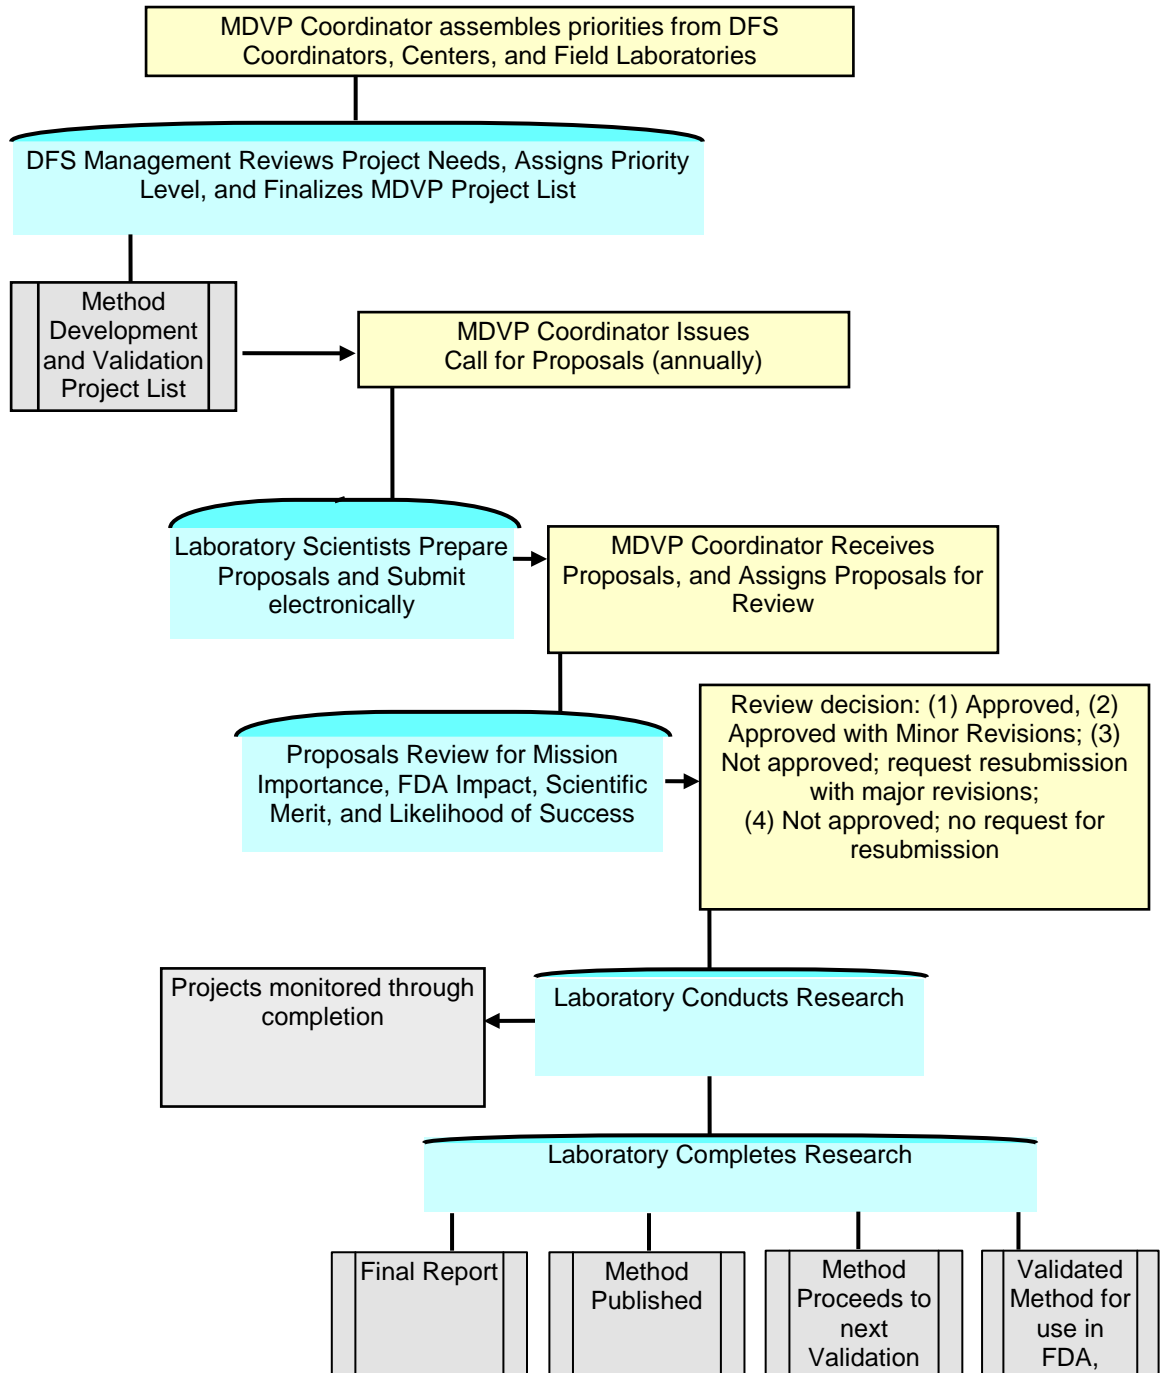 MDVP Coordinator assembles priorities from DFS
Coordinators, Centers, and Field Laboratories
DFS Management Reviews Project Needs, Assigns Priority
Level, and Finalizes MDVP Project List
Method
Development
and Validation
Project List
MDVP Coordinator Issues
Call for Proposals (annually)
Laboratory Scientists Prepare
Proposals and Submit
electronically
MDVP Coordinator Receives
Proposals, and Assigns Proposals for
Review
Proposals Review for Mission
Importance, FDA Impact, Scientific
Merit, and Likelihood of Success
Review decision: (1) Approved, (2)
Approved with Minor Revisions; (3)
Not approved; request resubmission
with major revisions;
(4) Not approved; no request for
resubmission
Laboratory Conducts Research
Projects monitored through
completion
Laboratory Completes Research
Final Report
Method
Published
Method
Proceeds to
next
Validation
Validated
Method for
use in
FDA,